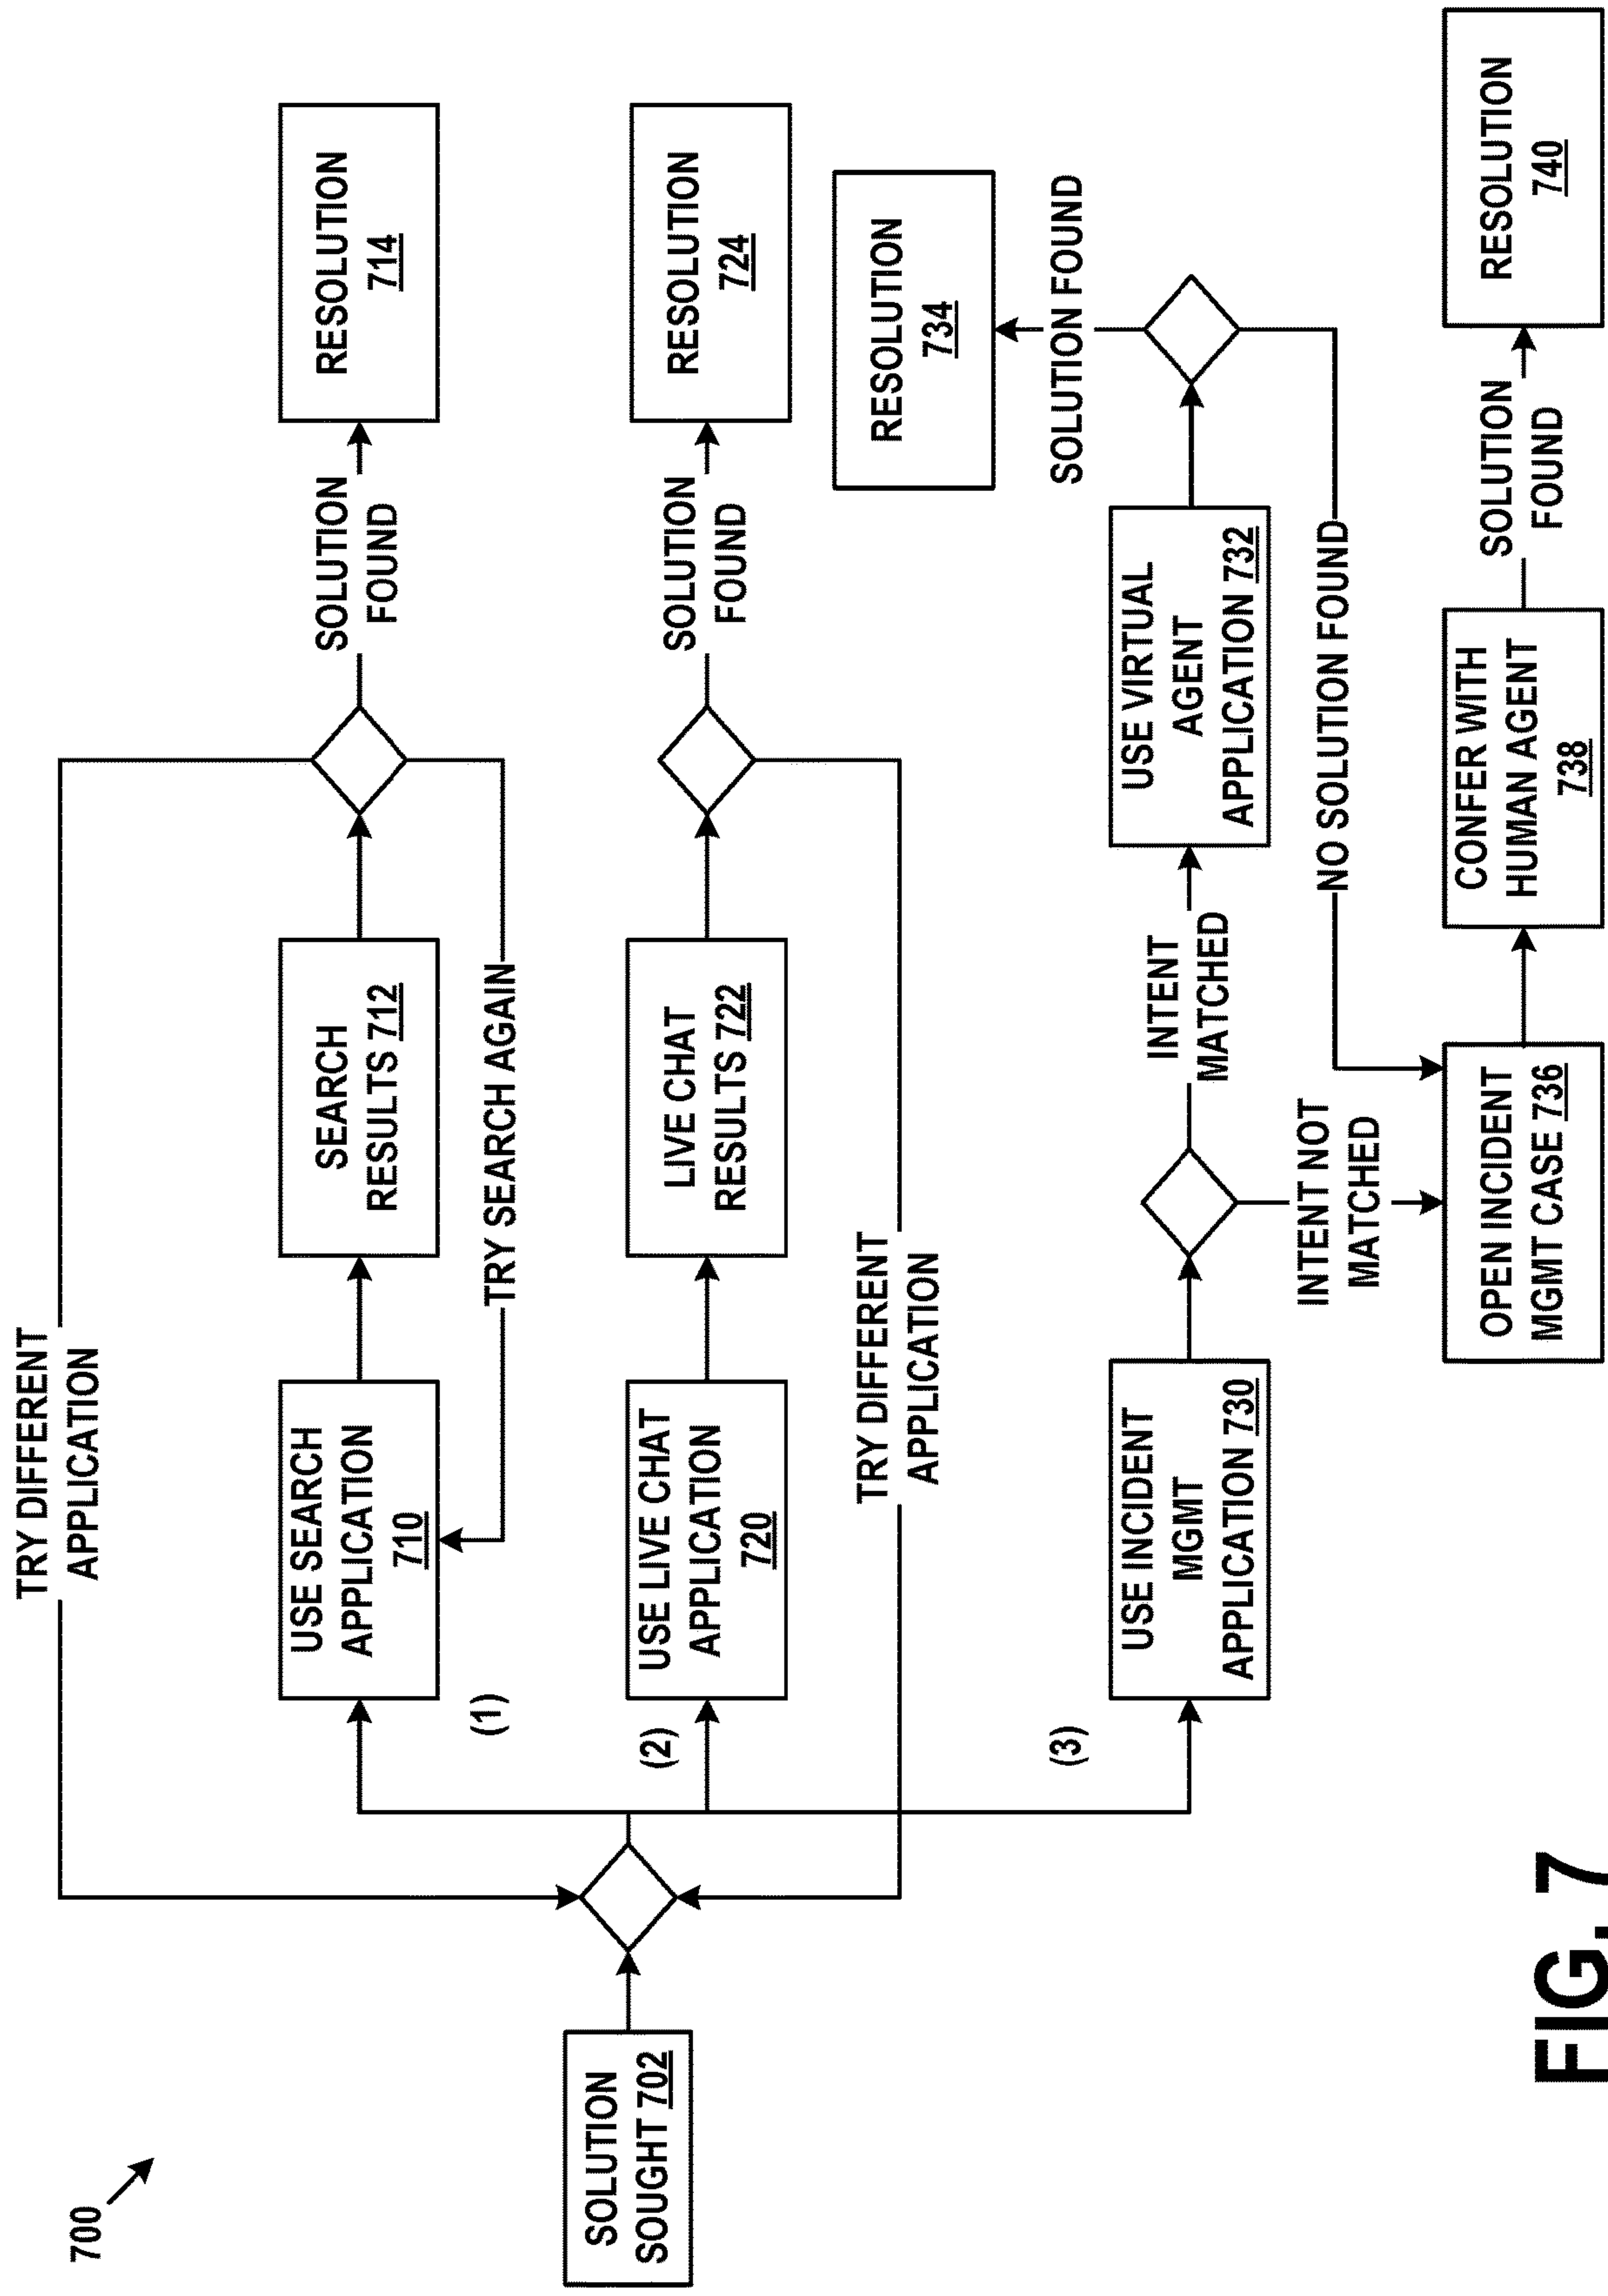 700
SOLUTION
SOUGHT 702
TRY DIFFERENT
APPLICATION
(1)
USE SEARCH
APPLICATION
710
SEARCH
RESULTS 712
TRY SEARCH AGAIN
SOLUTION
FOUND
RESOLUTION
714
(2)
USE LIVE CHAT
APPLICATION
720
LIVE CHAT
RESULTS 722
SOLUTION
FOUND
RESOLUTION
724
TRY DIFFERENT
APPLICATION
(3)
USE INCIDENT
MGMT
APPLICATION 730
INTENT
MATCHED
USE VIRTUAL
AGENT
APPLICATION 732
SOLUTION FOUND
RESOLUTION
734
INTENT NOT
MATCHED
NO SOLUTION FOUND
OPEN INCIDENT
MGMT CASE 736
CONFER WITH
HUMAN AGENT
738
SOLUTION
FOUND
RESOLUTION
740
FIG. 7